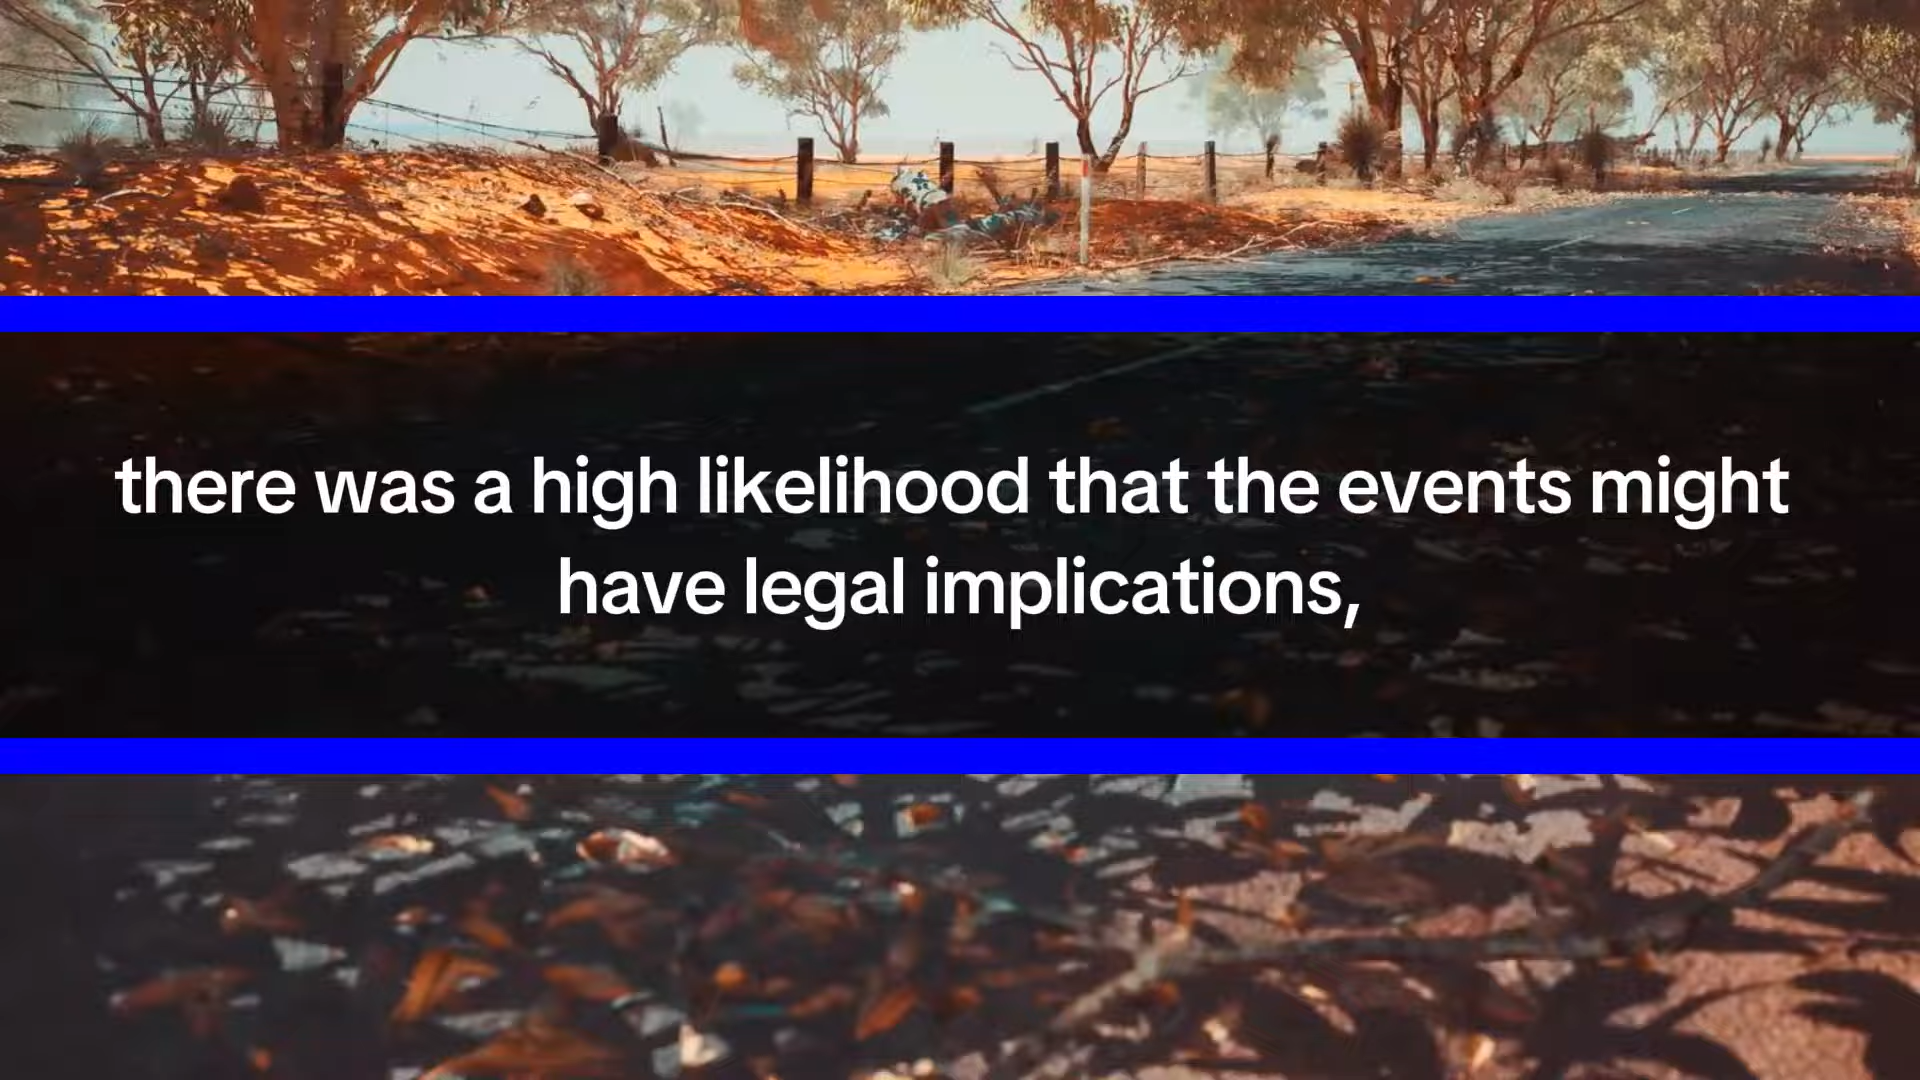 there was a high likelihood that the events might
have legal implications,